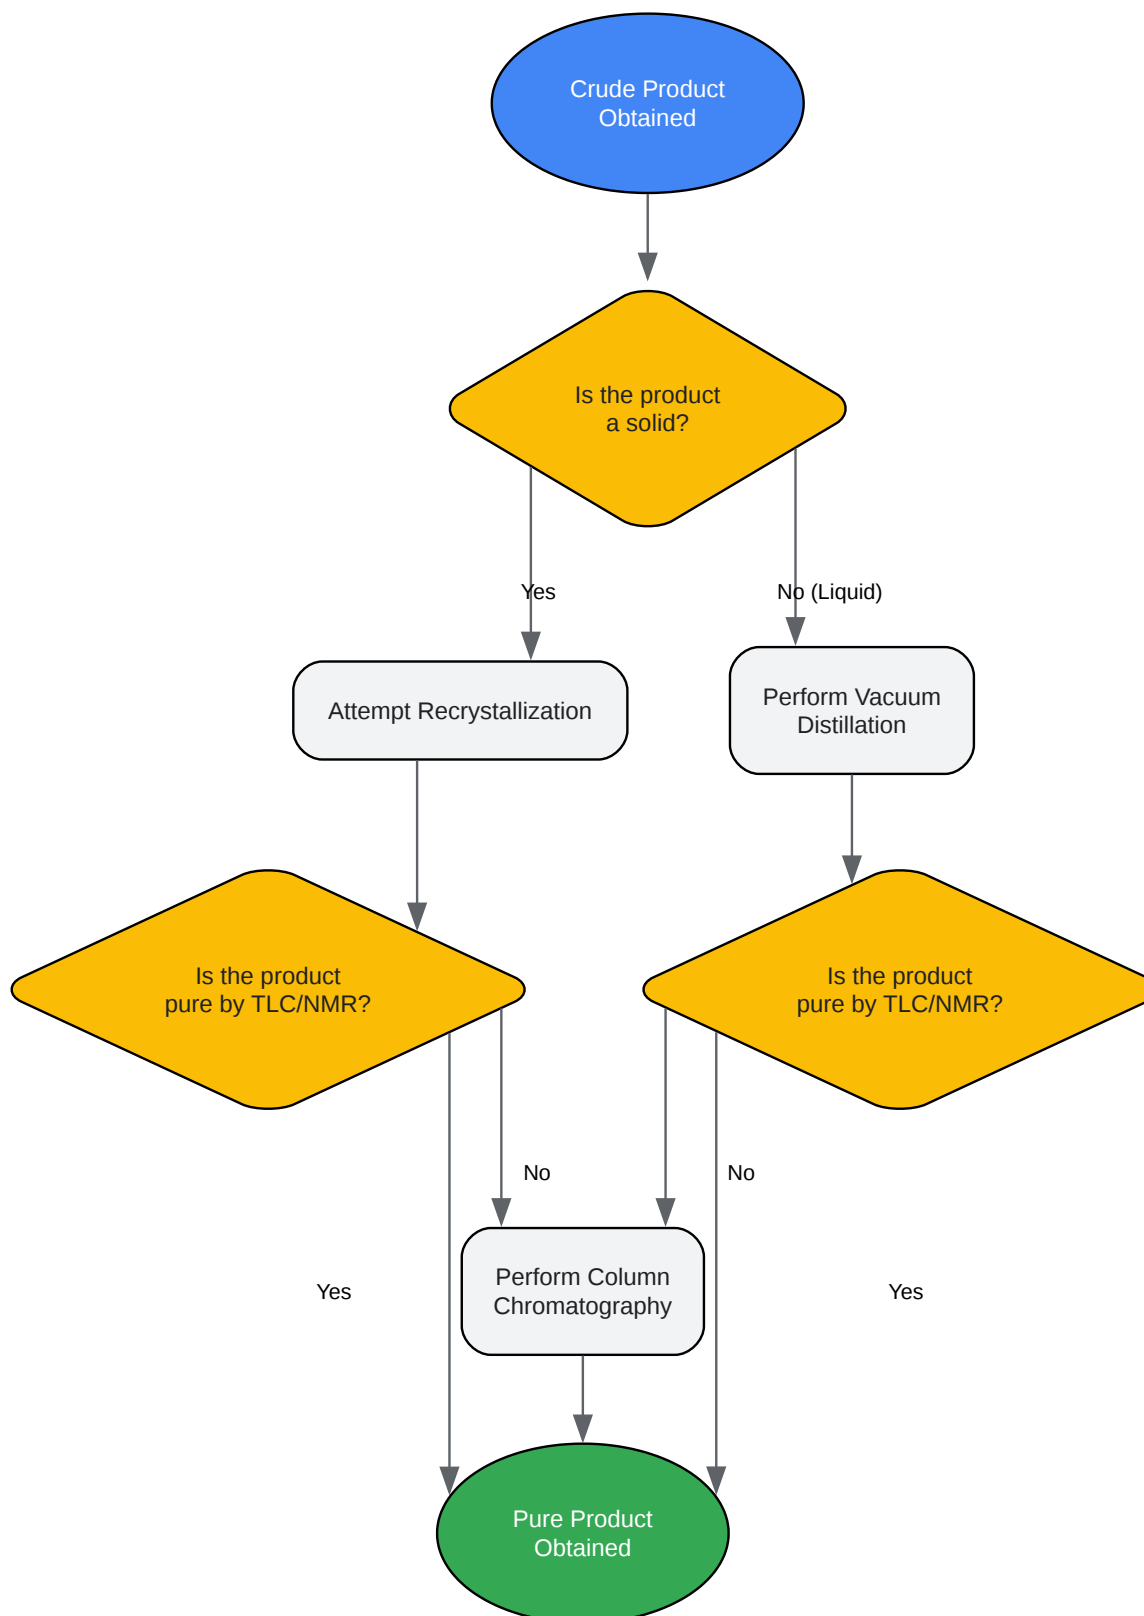 Crude Product
Obtained
Is the product
a solid?
Yes
No (Liquid)
Attempt Recrystallization
Perform Vacuum
Distillation
Is the product
pure by TLC/NMR?
Is the product
pure by TLC/NMR?
No
No
Perform Column
Chromatography
Yes
Yes
Pure Product
Obtained